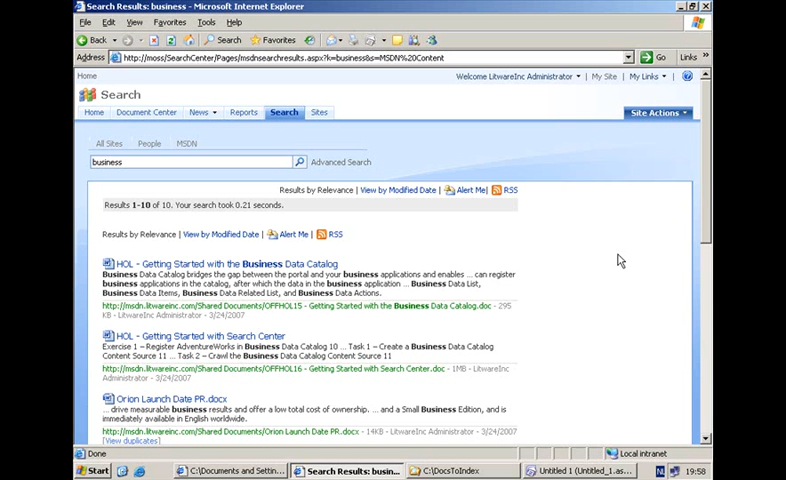 Search Results: business - Microsoft Internet Explorer
File Edit View Favorites Tools Help
Back Search Favorites
Address http://moss/SearchCenter/Pages/msdnsearchresults.aspx?k=business&s=MSDN%20Content Go Links »
Home Welcome LitwareInc Administrator | My Site | My Links
Search
Home Document Center News Reports Search Sites Site Actions
All Sites People MSDN
business Advanced Search
Results by Relevance | View by Modified Date | Alert Me | RSS
Results 1-10 of 10. Your search took 0.21 seconds.
Results by Relevance | View by Modified Date | Alert Me | RSS
HOL - Getting Started with the Business Data Catalog
Business Data Catalog bridges the gap between the portal and your business applications and enables ... can register
business applications in the catalog, after which the data in the business application ... Business Data List,
Business Data Items, Business Data Related List, and Business Data Actions.
http://msdn.litwareinc.com/Shared Documents/OFFHOL15 - Getting Started with the Business Data Catalog.doc - 295
KB - LitwareInc Administrator - 3/24/2007
HOL - Getting Started with Search Center
Exercise 1 – Register AdventureWorks in Business Data Catalog 10 ... Task 1 – Create a Business Data Catalog
Content Source 11 ... Task 2 – Crawl the Business Data Catalog Content Source 11
http://msdn.litwareinc.com/Shared Documents/OFFHOL16 - Getting Started with Search Center.doc - 1MB - LitwareInc
Administrator - 3/24/2007
Orion Launch Date PR.docx
... drive measurable business results and offer a low total cost of ownership. ... and a Small Business Edition, and is
immediately available in English worldwide.
http://msdn.litwareinc.com/Shared Documents/Orion Launch Date PR.docx - 14KB - LitwareInc Administrator - 3/24/2007
[View duplicates]
Done Local intranet
Start C:\Documents and Settin... Search Results: busin... C:\DocsToIndex Untitled 1 (Untitled_1.as... NL 19:58